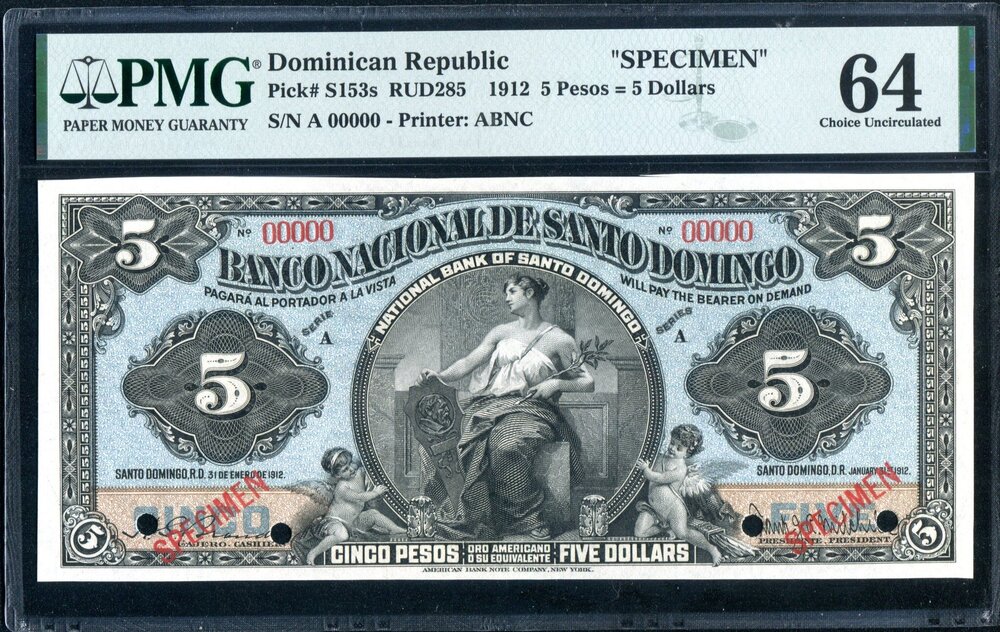 PMG®
PAPER MONEY GUARANTY
Dominican Republic "SPECIMEN"
Pick# S153s RUD285 1912 5 Pesos = 5 Dollars
S/N A 00000 - Printer: ABNC
64
Choice Uncirculated
5
5
Nº 00000
Nº 00000
BANCO NACIONAL DE SANTO DOMINGO
NATIONAL BANK OF SANTO DOMINGO
PAGARÁ AL PORTADOR A LA VISTA
WILL PAY THE BEARER ON DEMAND
SERIE A
SERIES A
5
5
SANTO DOMINGO, R.D. 31 DE ENERO DE 1912.
SANTO DOMINGO, D.R. JANUARY 31ST 1912.
CINCO
FIVE
SPECIMEN
SPECIMEN
CAJERO-CASHIER
PRESIDENTE PRESIDENT
5
5
CINCO PESOS
ORO AMERICANO
O SU EQUIVALENTE
FIVE DOLLARS
AMERICAN BANK NOTE COMPANY, NEW YORK.